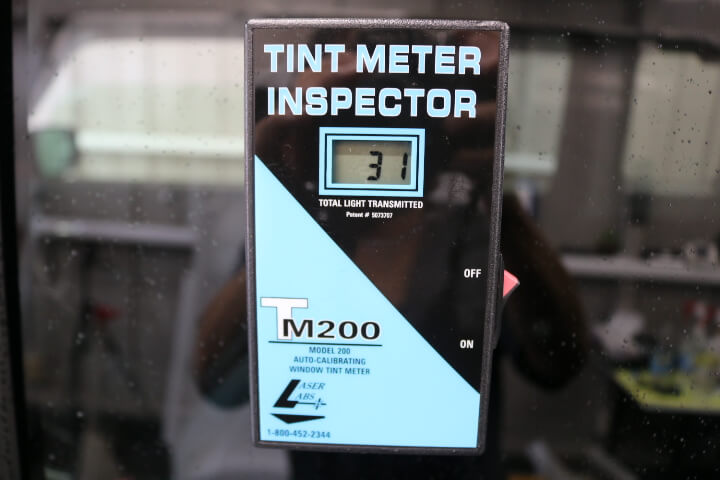 TINT METER
INSPECTOR
31
TOTAL LIGHT TRANSMITTED
Patent # 5073707
OFF
ON
TM200
MODEL 200
AUTO-CALIBRATING
WINDOW TINT METER
LASER
LABS
1-800-452-2344